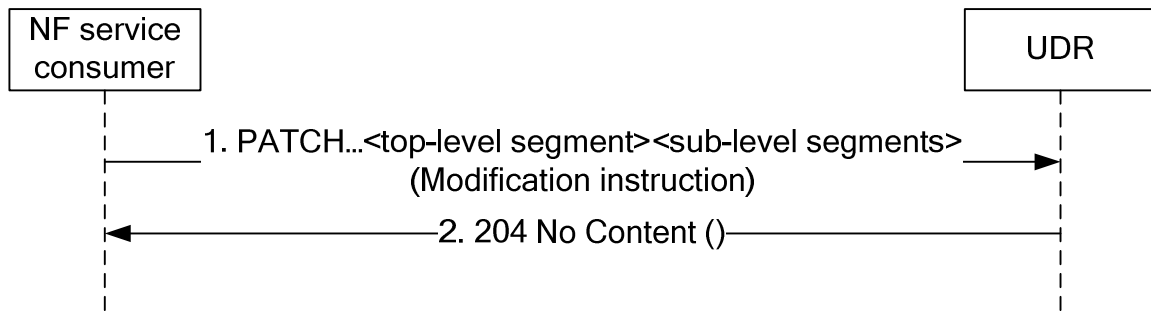 NF service
consumer
UDR
1. PATCH...<top-level segment><sub-level segments>
(Modification instruction)
2. 204 No Content ()